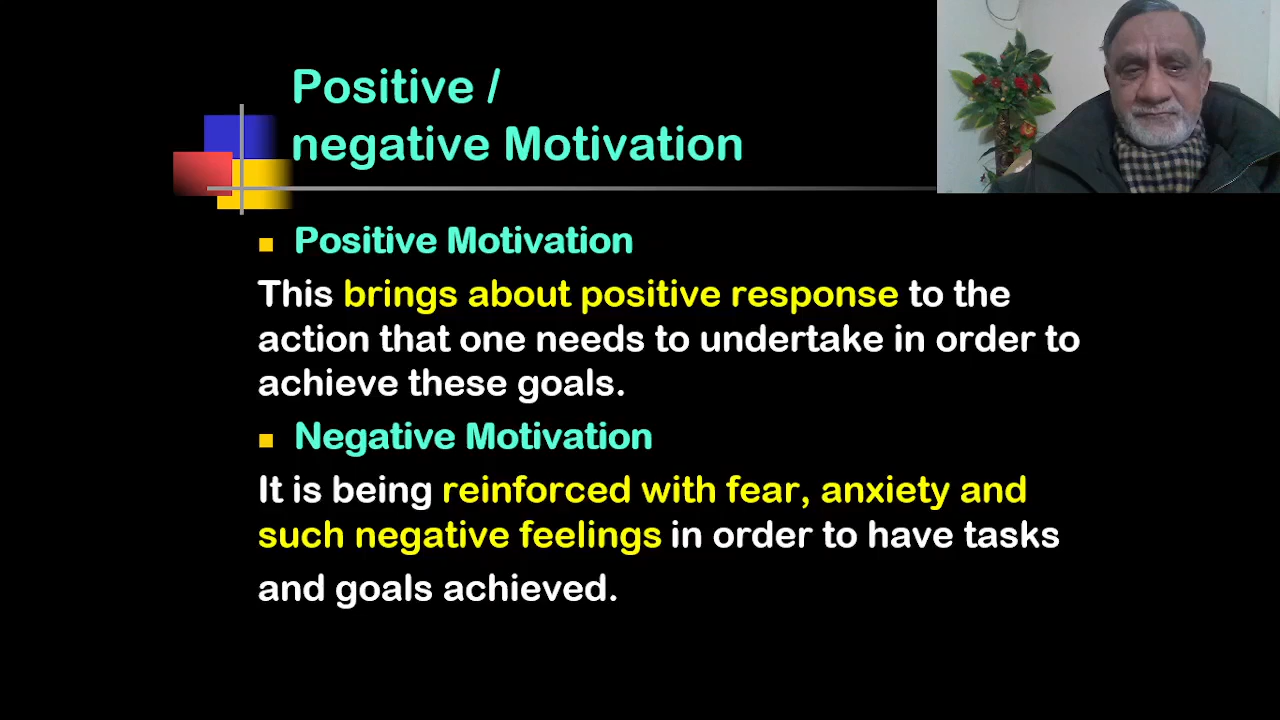 Positive /
negative Motivation
Positive Motivation
This brings about positive response to the
action that one needs to undertake in order to
achieve these goals.
Negative Motivation
It is being reinforced with fear, anxiety and
such negative feelings in order to have tasks
and goals achieved.